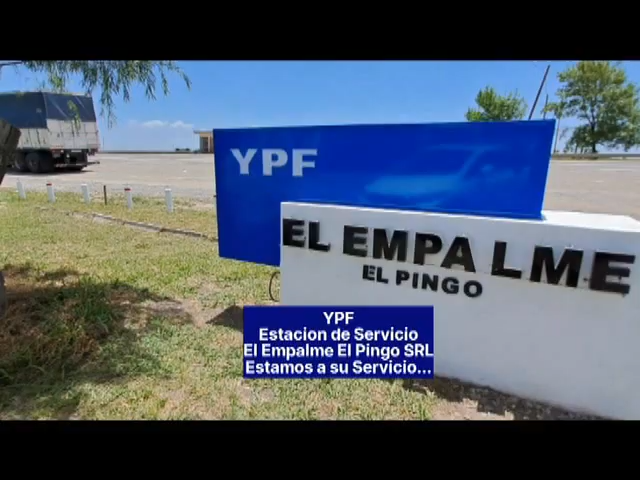 YPF
EL EMPALME
EL PINGO
YPF
Estacion de Servicio
El Empalme El Pingo SRL
Estamos a su Servicio...